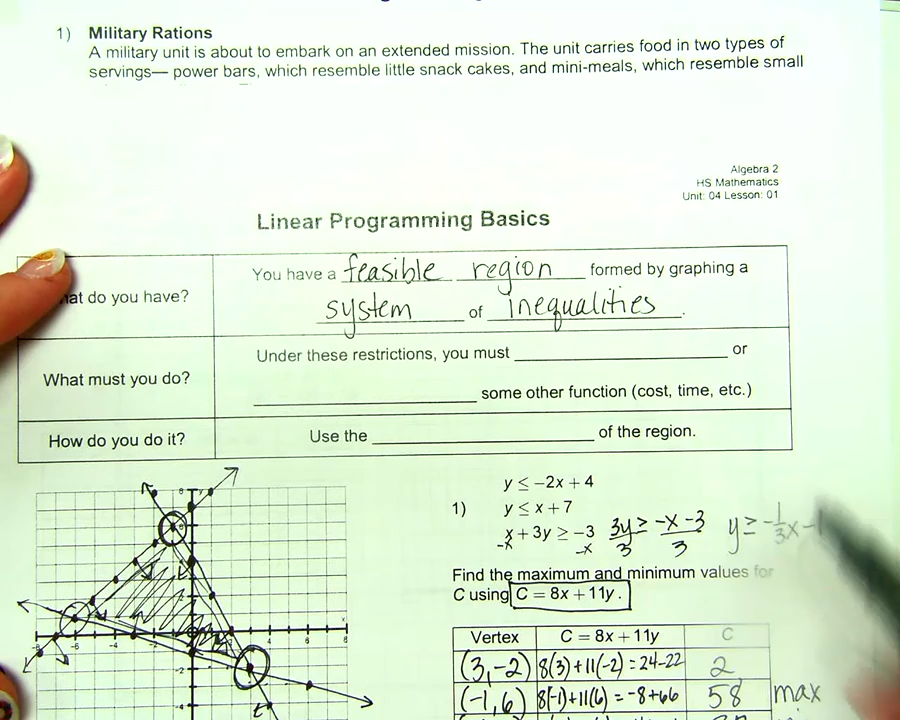 1) Military Rations
A military unit is about to embark on an extended mission. The unit carries food in two types of
servings— power bars, which resemble little snack cakes, and mini-meals, which resemble small
Algebra 2
HS Mathematics
Unit: 04 Lesson: 01
Linear Programming Basics
at do you have?
You have a feasible region formed by graphing a
system of inequalities.
What must you do?
Under these restrictions, you must ____ or
____ some other function (cost, time, etc.)
How do you do it?
Use the ____ of the region.
y ≤ -2x + 4
1) y ≤ x + 7
x + 3y ≥ -3 3y ≥ -x - 3 y ≥ -1/3x - 1
-x -x 3 3
Find the maximum and minimum values for
C using C = 8x + 11y.
Vertex C = 8x + 11y C
(3,-2) 8(3)+11(-2) = 24-22 2
(-1,6) 8(-1)+11(6) = -8+66 58 max